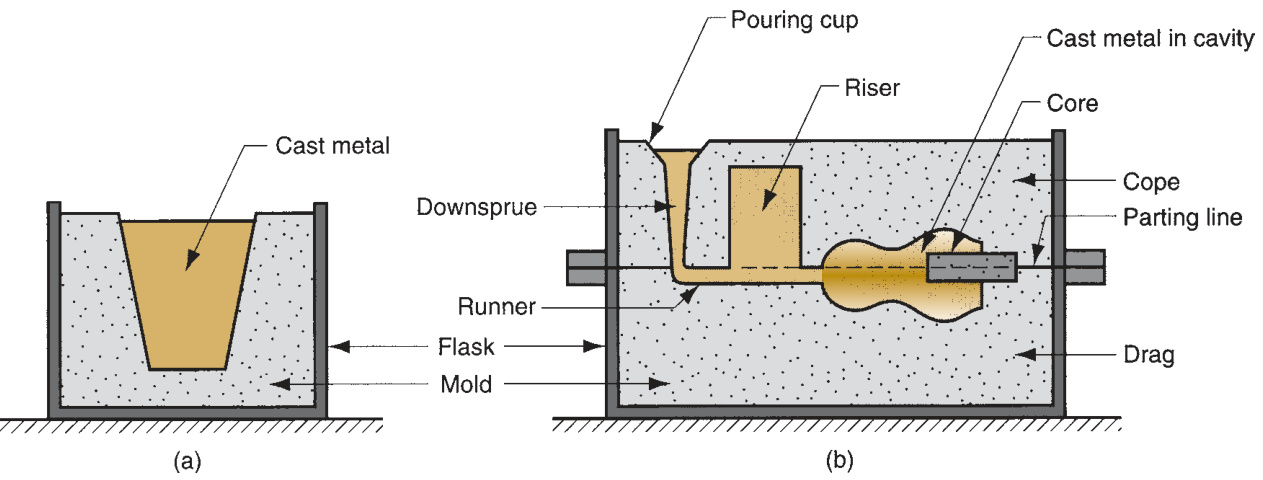 Pouring cup
Cast metal in cavity
Riser
Core
Cast metal
Cope
Downsprue
Parting line
Runner
Flask
Drag
Mold
(a)
(b)